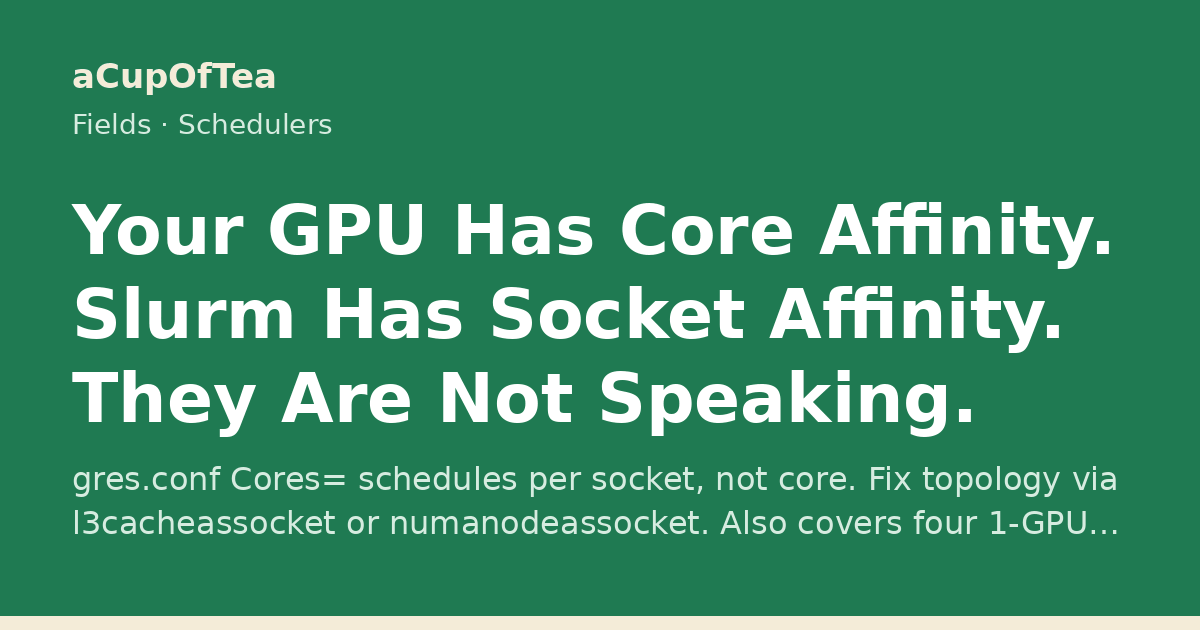 aCupOfTea
Fields · Schedulers
Your GPU Has Core Affinity.
Slurm Has Socket Affinity.
They Are Not Speaking.
gres.conf Cores= schedules per socket, not core. Fix topology via
l3cacheassocket or numanodeassocket. Also covers four 1-GPU…